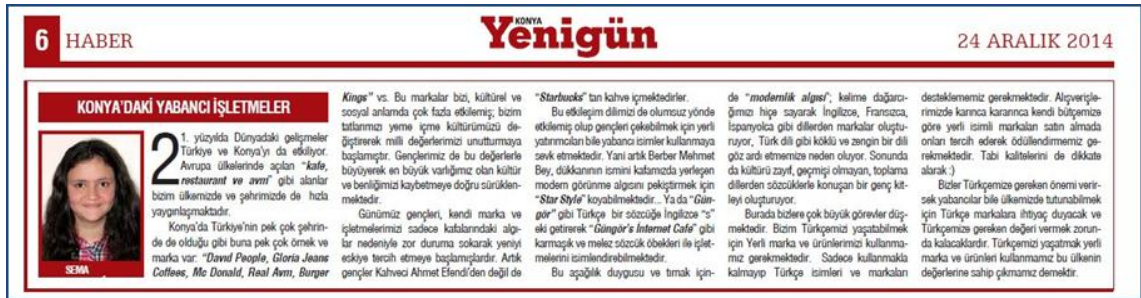 6 HABER
KONYA
Yenigün
24 ARALIK 2014
KONYA'DAKİ YABANCI İŞLETMELER
SEMA
21. yüzyılda Dünyadaki gelişmeler
Türkiye ve Konya'yı da etkiliyor.
Avrupa ülkelerinde açılan "kafe,
restaurant ve avm" gibi alanlar
bizim ülkemizde ve şehrimizde de hızla
yaygınlaşmaktadır.
Konya'da Türkiye'nin pek çok şehrin-
de de olduğu gibi buna pek çok örnek ve
marka var: "David People, Gloria Jeans
Coffees, Mc Donald, Real Avm, Burger
Kings" vs. Bu markalar bizi, kültürel ve
sosyal anlamda çok fazla etkilemiş; bizim
tatlarımızı yeme içme kültürümüzü de-
ğiştirerek milli değerlerimizi unutturmaya
başlamıştır. Gençlerimiz de bu değerlerle
büyüyerek en büyük varlığımız olan kültür
ve benliğimizi kaybetmeye doğru sürüklen-
mektedir.
Günümüz gençleri, kendi marka ve
işletmelerimizi sadece kafalarındaki algı-
lar nedeniyle zor duruma sokarak yeniyi
eskiye tercih etmeye başlamışlardır. Artık
gençler Kahveci Ahmet Efendi'den değil de
"Starbucks" tan kahve içmektedirler.
Bu etkileşim dilimizi de olumsuz yönde
etkilemiş olup gençleri çekebilmek için yerli
yatırımcıları bile yabancı isimler kullanmaya
sevk etmektedir. Yani artık Berber Mehmet
Bey, dükkanının ismini kafamızda yerleşen
modern görünme algısını pekiştirmek için
"Star Style" koyabilmektedir... Ya da "Gün-
gör" gibi Türkçe bir sözcüğe İngilizce "s"
eki getirerek "Güngör's İnternet Cafe" gibi
karmaşık ve melez sözcük öbekleri ile işlet-
melerini isimlendirebilmektedir.
Bu aşağılık duygusu ve tırnak için-
de "modernlik algısı"; kelime dağarcı-
ğımızı hiçe sayarak İngilizce, Fransızca,
İspanyolca gibi dillerden markalar oluştu-
ruyor, Türk dili gibi köklü ve zengin bir dili
göz ardı etmemize neden oluyor. Sonunda
da kültürü zayıf, geçmişi olmayan, toplama
dillerden sözcüklerle konuşan bir genç kit-
leyi oluşturuyor.
Burada bizlere çok büyük görevler düş-
mektedir. Bizim Türkçemizi yaşatabilmek
için Yerli marka ve ürünlerimizi kullanma-
mız gerekmektedir. Sadece kullanmakla
kalmayıp Türkçe isimleri ve markaları
desteklememiz gerekmektedir. Alışverişle-
rimizde karınca kararınca kendi bütçemize
göre yerli isimli markaları satın almada
onları tercih ederek ödüllendirmemiz ge-
rekmektedir. Tabi kalitelerini de dikkate
alarak :)
Bizler Türkçemize gereken önemi verir-
sek yabancılar bile ülkemizde tutunabilmek
için Türkçe markalara ihtiyaç duyacak ve
Türkçemize gereken değeri vermek zorun-
da kalacaklardır. Türkçemizi yaşatmak yerli
marka ve ürünleri kullanmamız bu ülkenin
değerlerine sahip çıkmamız demektir.